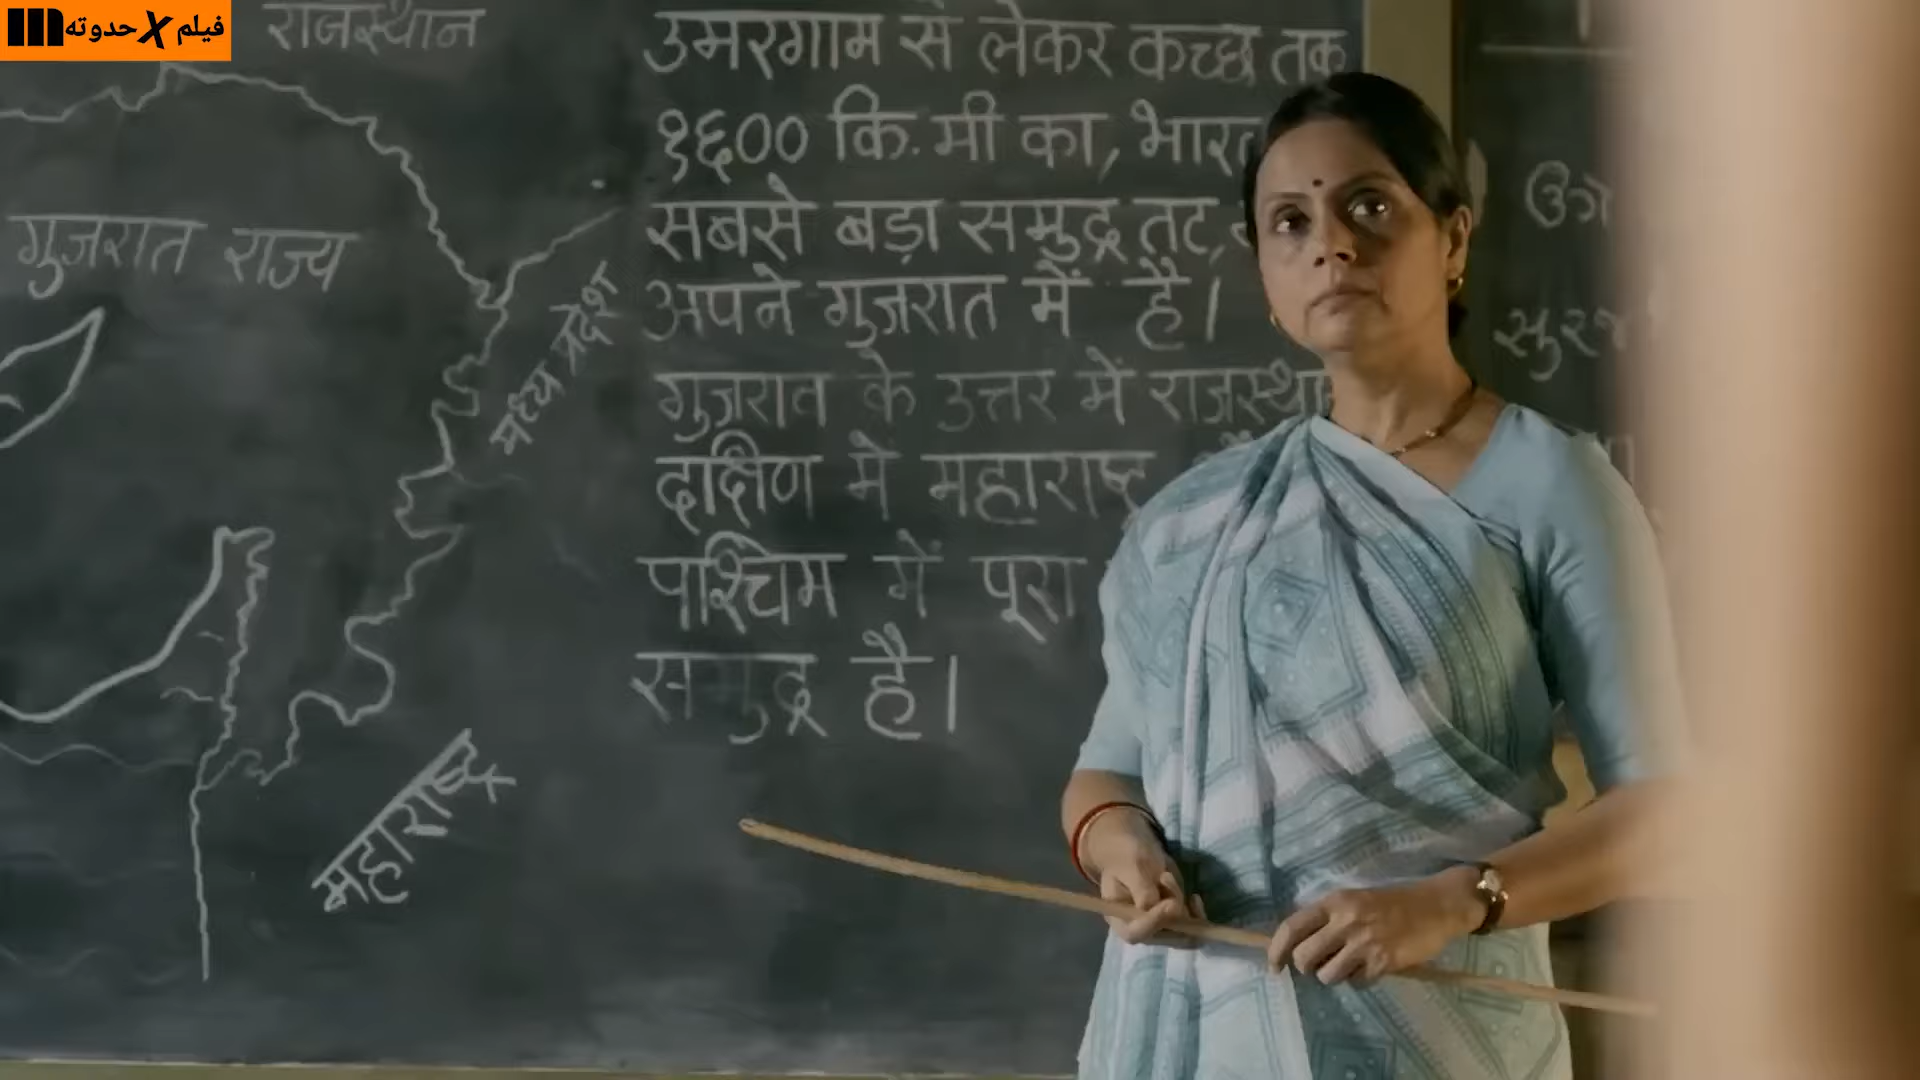 فيلم X حدوته
राजस्थान
गुजरात राज्य
मध्य प्रदेश
महाराष्ट्र
उमरगाम से लेकर कच्छ तक
१६०० कि.मी का, भारत
सबसे बड़ा समुद्र तट,
अपने गुजरात में है।
गुजरात के उत्तर में राजस्थान
दक्षिण में महाराष्ट्र में
पश्चिम में पूरा
समुद्र है।